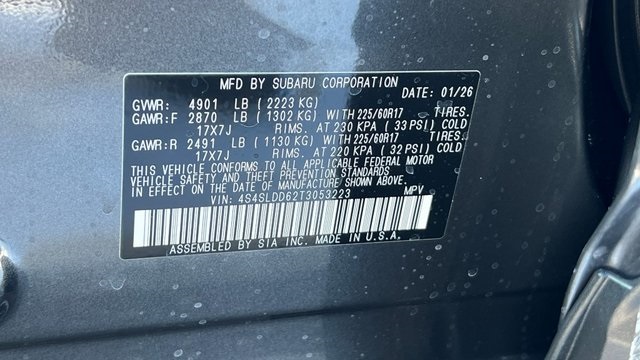 MFD BY SUBARU CORPORATION
GVWR: 4901 LB ( 2223 KG) DATE: 01/26
GAWR:F 2870 LB ( 1302 KG) WITH 225/60R17 TIRES.
17X7J RIMS. AT 230 KPA ( 33 PSI) COLD
GAWR:R 2491 LB ( 1130 KG) WITH 225/60R17 TIRES.
17X7J RIMS. AT 220 KPA ( 32 PSI) COLD
THIS VEHICLE CONFORMS TO ALL APPLICABLE FEDERAL MOTOR
VEHICLE SAFETY AND THEFT PREVENTION STANDARDS
IN EFFECT ON THE DATE OF MANUFACTURE SHOWN ABOVE.
VIN: 4S4SLDD62T3053223 MPV
ASSEMBLED BY SIA INC. MADE IN U.S.A.